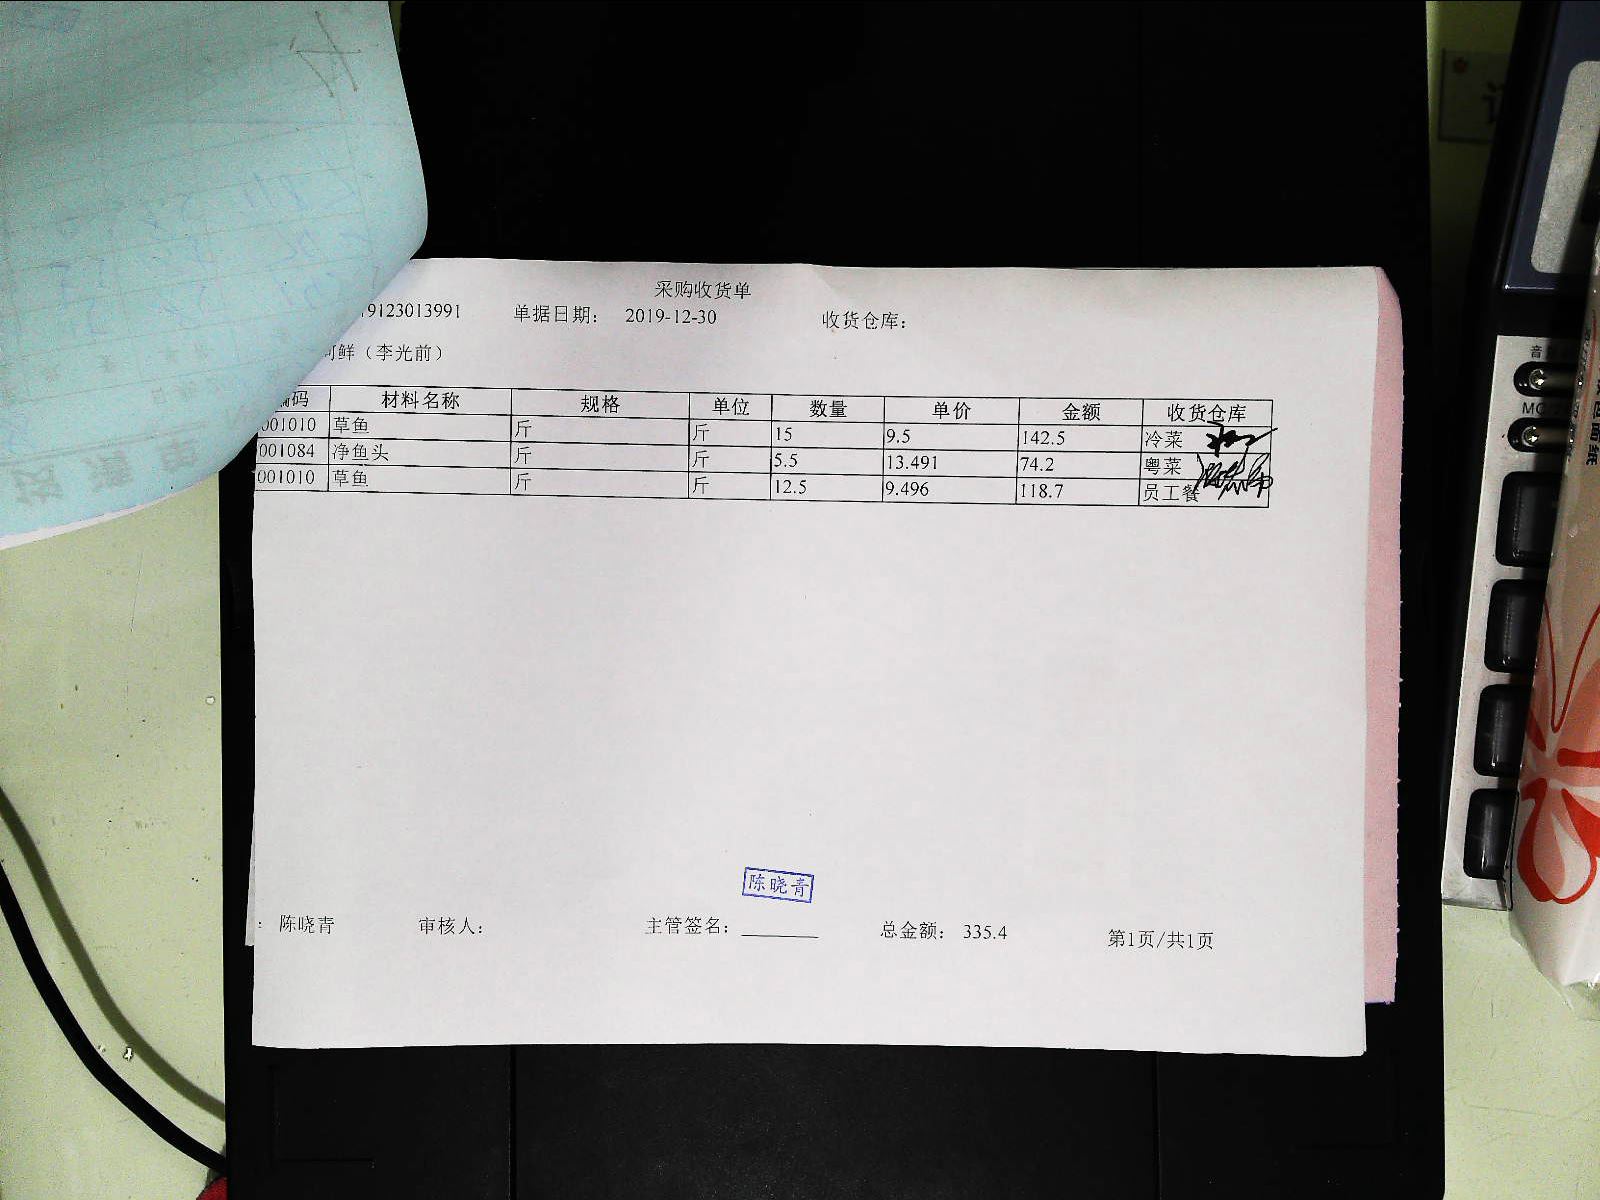 采购收货单
9123013991 单据日期： 2019-12-30 收货仓库：
鲜（李光前）
码 材料名称 规格 单位 数量 单价 金额 收货仓库
001010 草鱼 斤 斤 15 9.5 142.5 冷菜
001084 净鱼头 斤 斤 5.5 13.491 74.2 粤菜
001010 草鱼 斤 斤 12.5 9.496 118.7 员工餐
陈晓青
： 陈晓青 审核人： 主管签名： 总金额： 335.4 第1页/共1页